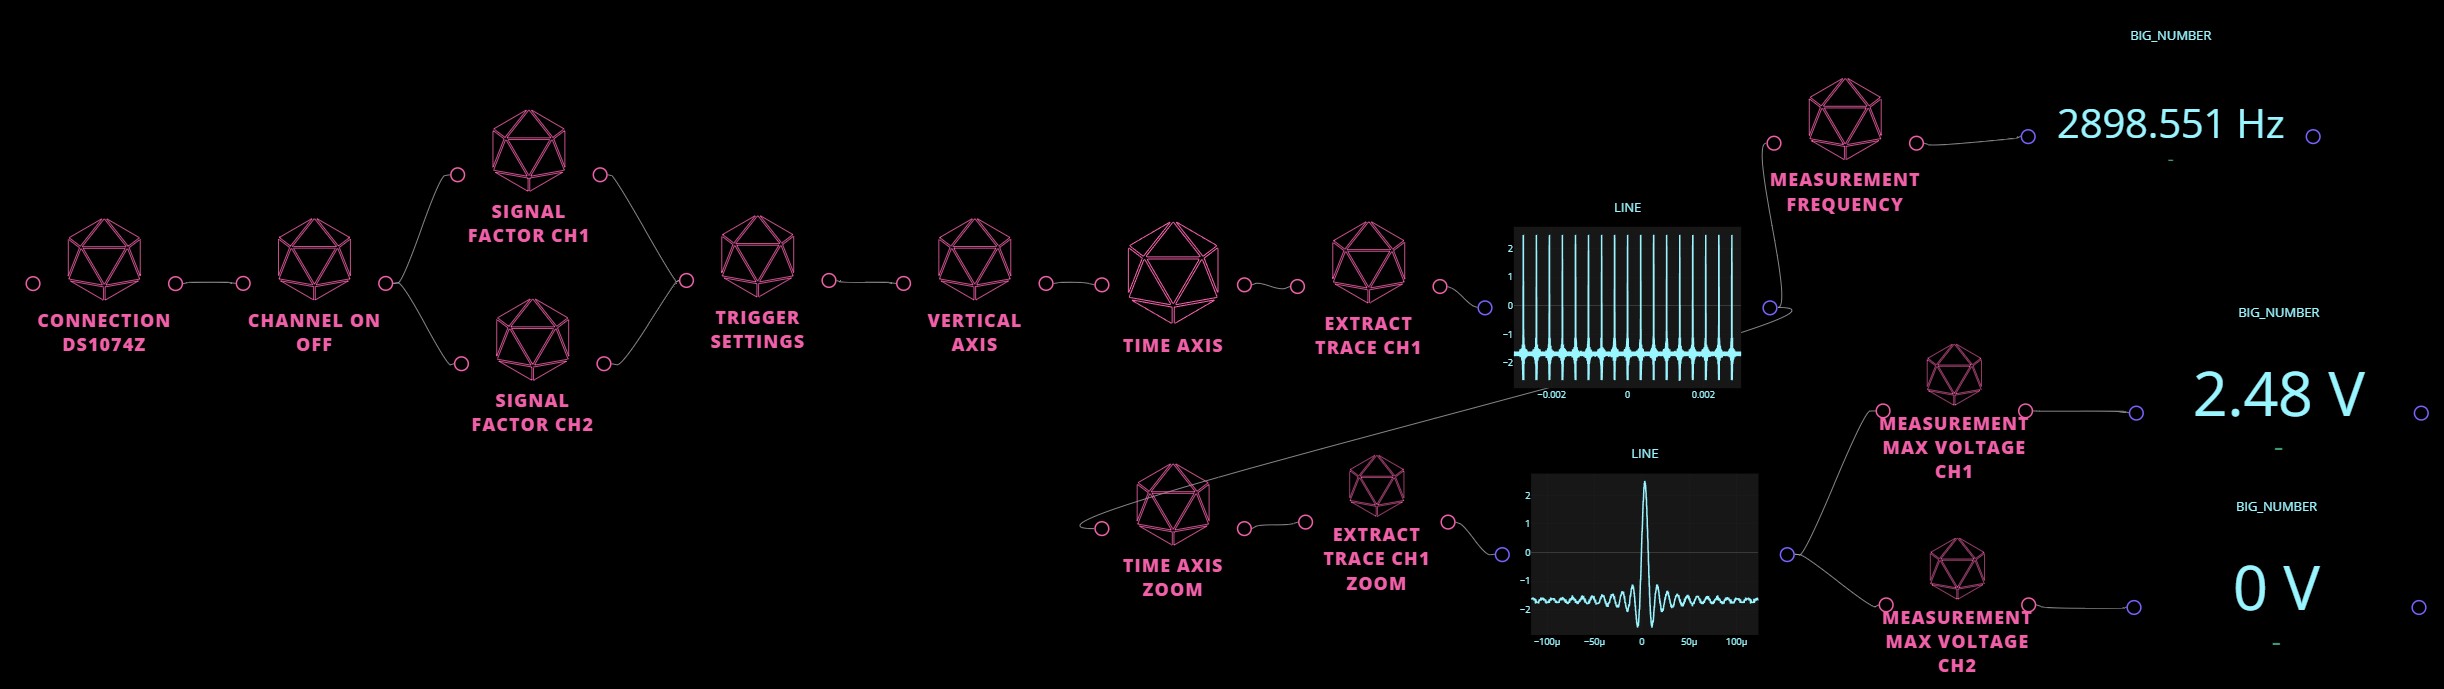 CONNECTION
DS1074Z
CHANNEL ON
OFF
SIGNAL
FACTOR CH1
SIGNAL
FACTOR CH2
TRIGGER
SETTINGS
VERTICAL
AXIS
TIME AXIS
EXTRACT
TRACE CH1
LINE
2
1
0
−1
−2
−0.002
0
0.002
MEASUREMENT
FREQUENCY
BIG_NUMBER
2898.551 Hz
-
TIME AXIS
ZOOM
EXTRACT
TRACE CH1
ZOOM
LINE
2
1
0
−1
−2
−100μ
−50μ
0
50μ
100μ
MEASUREMENT
MAX VOLTAGE
CH1
BIG_NUMBER
2.48 V
-
MEASUREMENT
MAX VOLTAGE
CH2
BIG_NUMBER
0 V
-